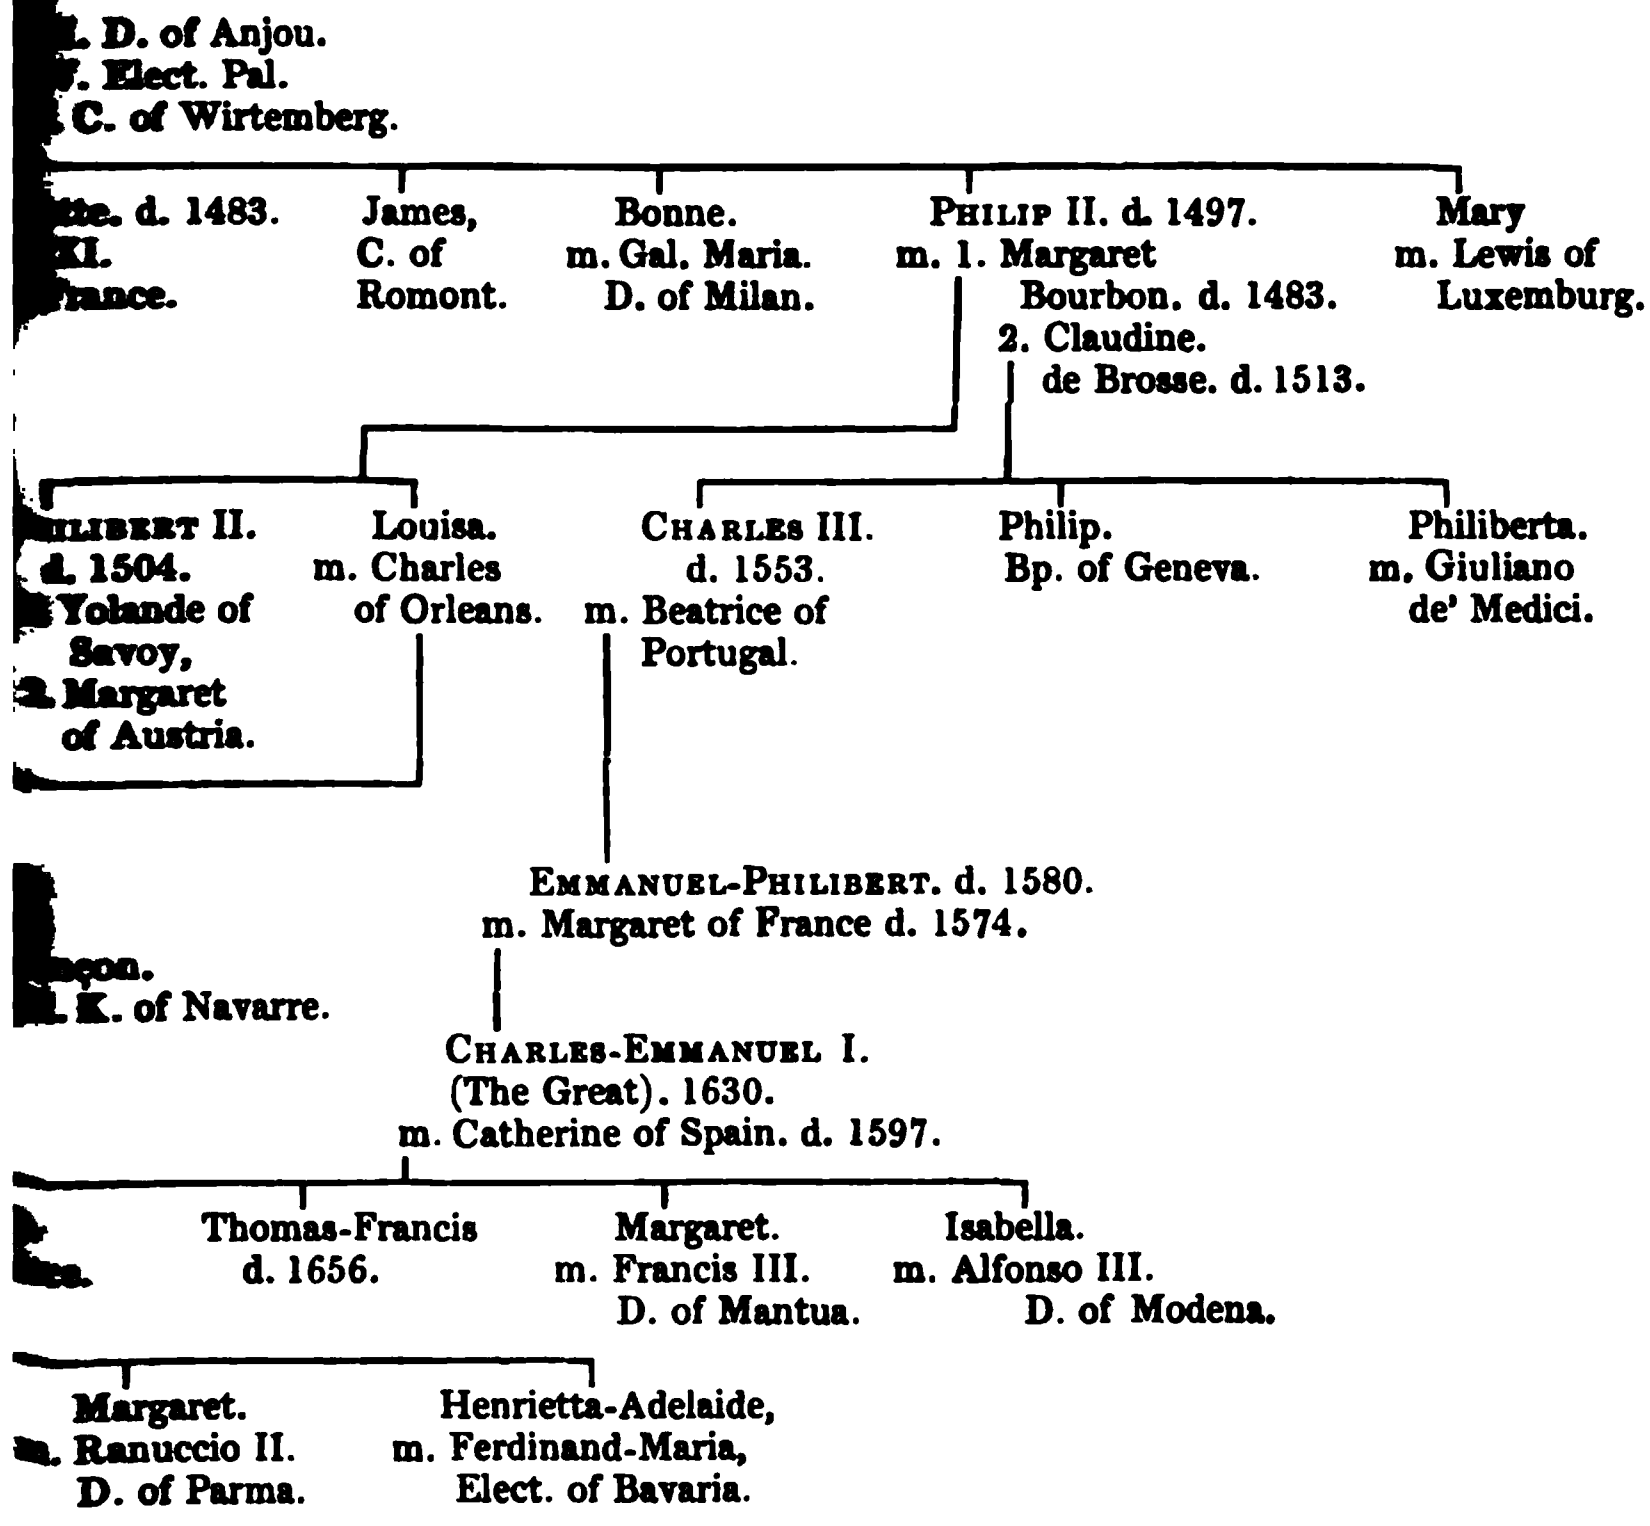 D. of Anjou.
Elect. Pal.
C. of Wirtemberg.
d. 1483.
XI.
France.
James,
C. of
Romont.
Bonne.
m. Gal. Maria.
D. of Milan.
PHILIP II. d. 1497.
m. 1. Margaret
Bourbon. d. 1483.
2. Claudine.
de Brosse. d. 1513.
Mary
m. Lewis of
Luxemburg.
II.
d. 1504.
Yolande of
Savoy,
2. Margaret
of Austria.
Louisa.
m. Charles
of Orleans.
CHARLES III.
d. 1553.
m. Beatrice of
Portugal.
Philip.
Bp. of Geneva.
Philiberta.
m. Giuliano
de' Medici.
EMMANUEL-PHILIBERT. d. 1580.
m. Margaret of France d. 1574.
K. of Navarre.
CHARLES-EMMANUEL I.
(The Great). 1630.
m. Catherine of Spain. d. 1597.
Thomas-Francis
d. 1656.
Margaret.
m. Francis III.
D. of Mantua.
Isabella.
m. Alfonso III.
D. of Modena.
Margaret.
m. Ranuccio II.
D. of Parma.
Henrietta-Adelaide,
m. Ferdinand-Maria,
Elect. of Bavaria.